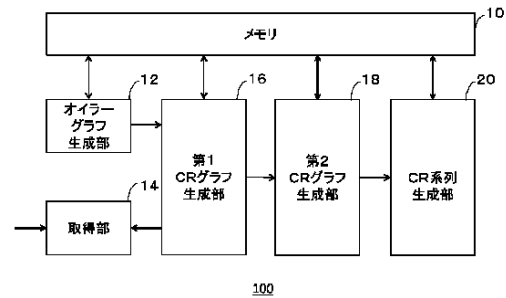 10
メモリ
12
16
18
20
オイラー
グラフ
生成部
第1
CRグラフ
生成部
第2
CRグラフ
生成部
CR系列
生成部
14
取得部
100